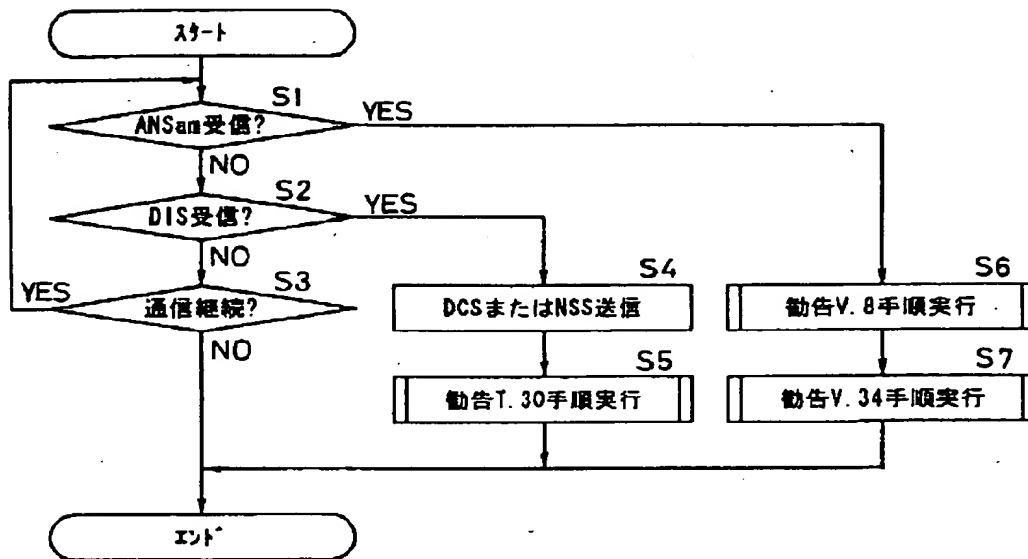 スタート
S1
ANSam受信?
YES
NO
S2
DIS受信?
YES
NO
S3
通信継続?
YES
NO
S4
DCSまたはNSS送信
S5
勧告T.30手順実行
S6
勧告V.8手順実行
S7
勧告V.34手順実行
エンド